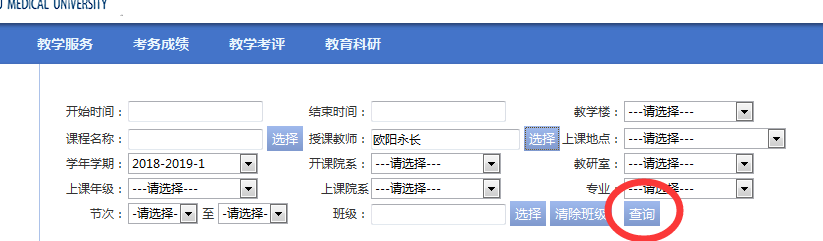 MEDICAL UNIVERSITY
教学服务 考务成绩 教学考评 教育科研
开始时间： 结束时间： 教学楼： ---请选择---
课程名称： 选择 授课教师： 欧阳永长 选择 上课地点： ---请选择---
学年学期： 2018-2019-1 开课院系： ---请选择--- 教研室： ---请选择---
上课年级： ---请选择--- 上课院系 ---请选择--- 专业： ---请选择---
节次： -请选择- 至 -请选择- 班级： 选择 清除班级 查询